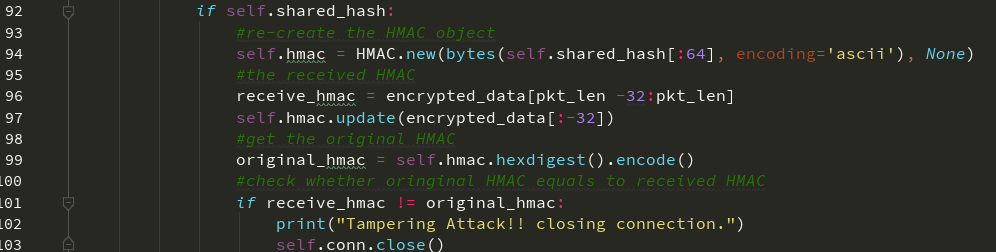 92 if self.shared_hash:
93 #re-create the HMAC object
94 self.hmac = HMAC.new(bytes(self.shared_hash[:64], encoding='ascii'), None)
95 #the received HMAC
96 receive_hmac = encrypted_data[pkt_len -32:pkt_len]
97 self.hmac.update(encrypted_data[:-32])
98 #get the original HMAC
99 original_hmac = self.hmac.hexdigest().encode()
100 #check whether oringinal HMAC equals to received HMAC
101 if receive_hmac != original_hmac:
102 print("Tampering Attack!! closing connection.")
103 self.conn.close()